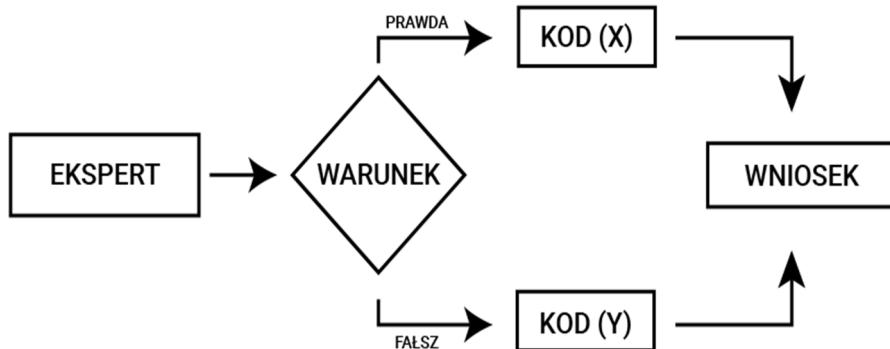 PRAWDA
KOD (X)
EKSPERT
WARUNEK
WNIOSEK
FAŁSZ
KOD (Y)